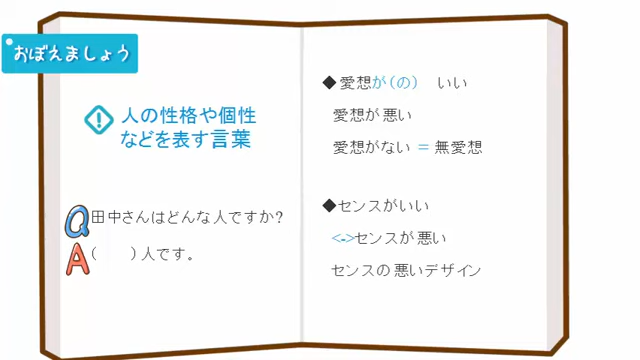 おぼえましょう
人の性格や個性
などを表す言葉
Q田中さんはどんな人ですか?
A(　　)人です。
◆愛想が(の)　いい
愛想が悪い
愛想がない = 無愛想
◆センスがいい
<->センスが悪い
センスの悪いデザイン